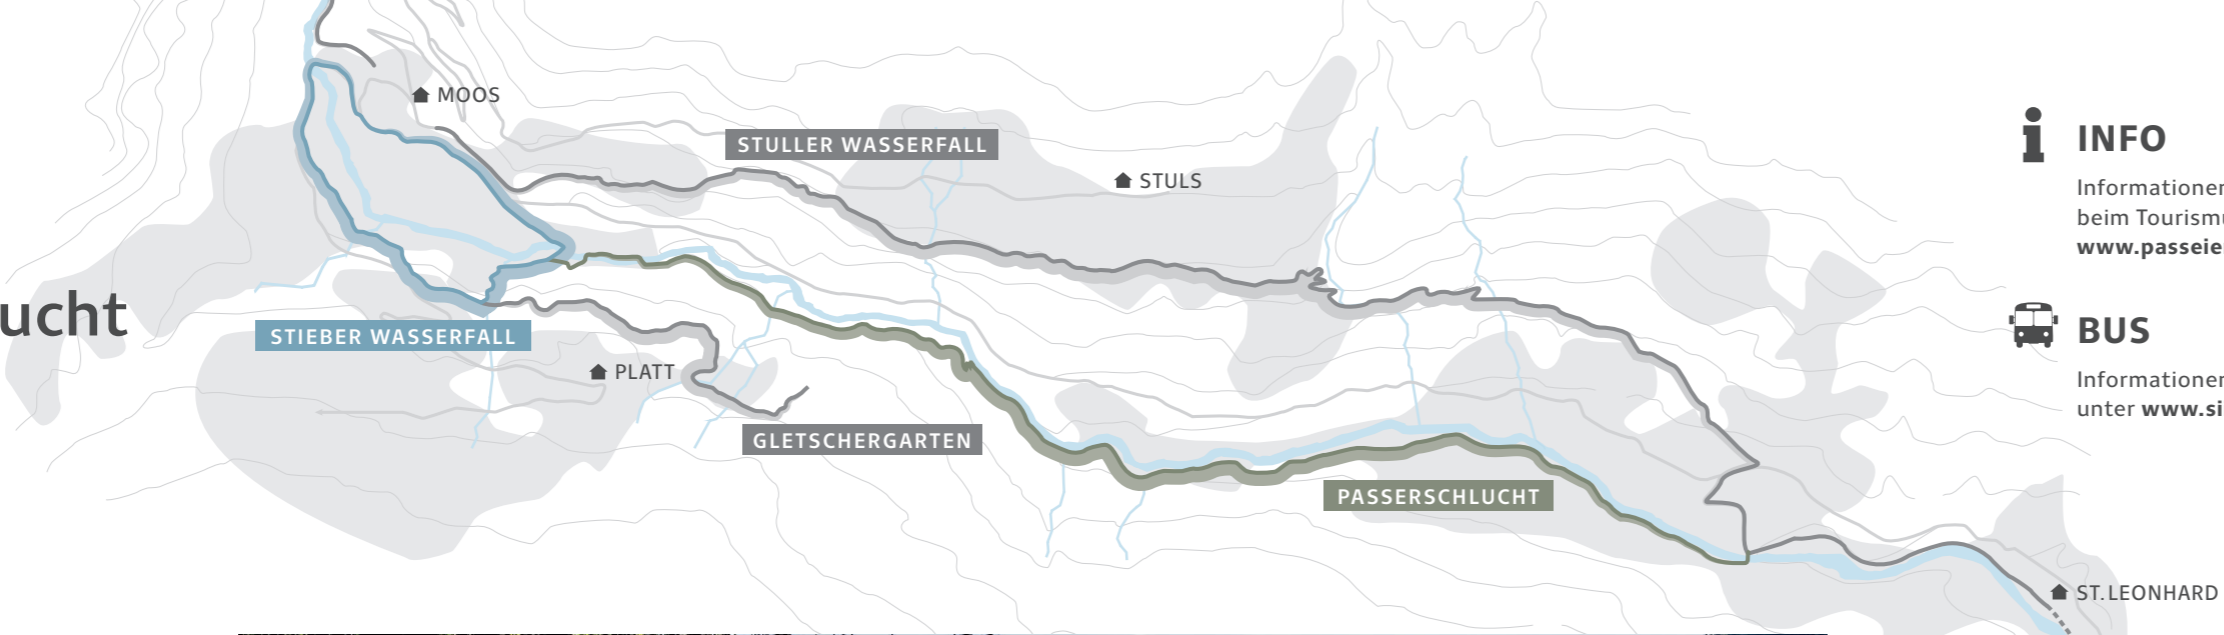 MOOS
STULLER WASSERFALL
STULS
ucht
STIEBER WASSERFALL
PLATT
GLETSCHERGARTEN
PASSERSCHLUCHT
ST. LEONHARD
INFO
Informationen
beim Tourismu
www.passeie
BUS
Informationen
unter www.si